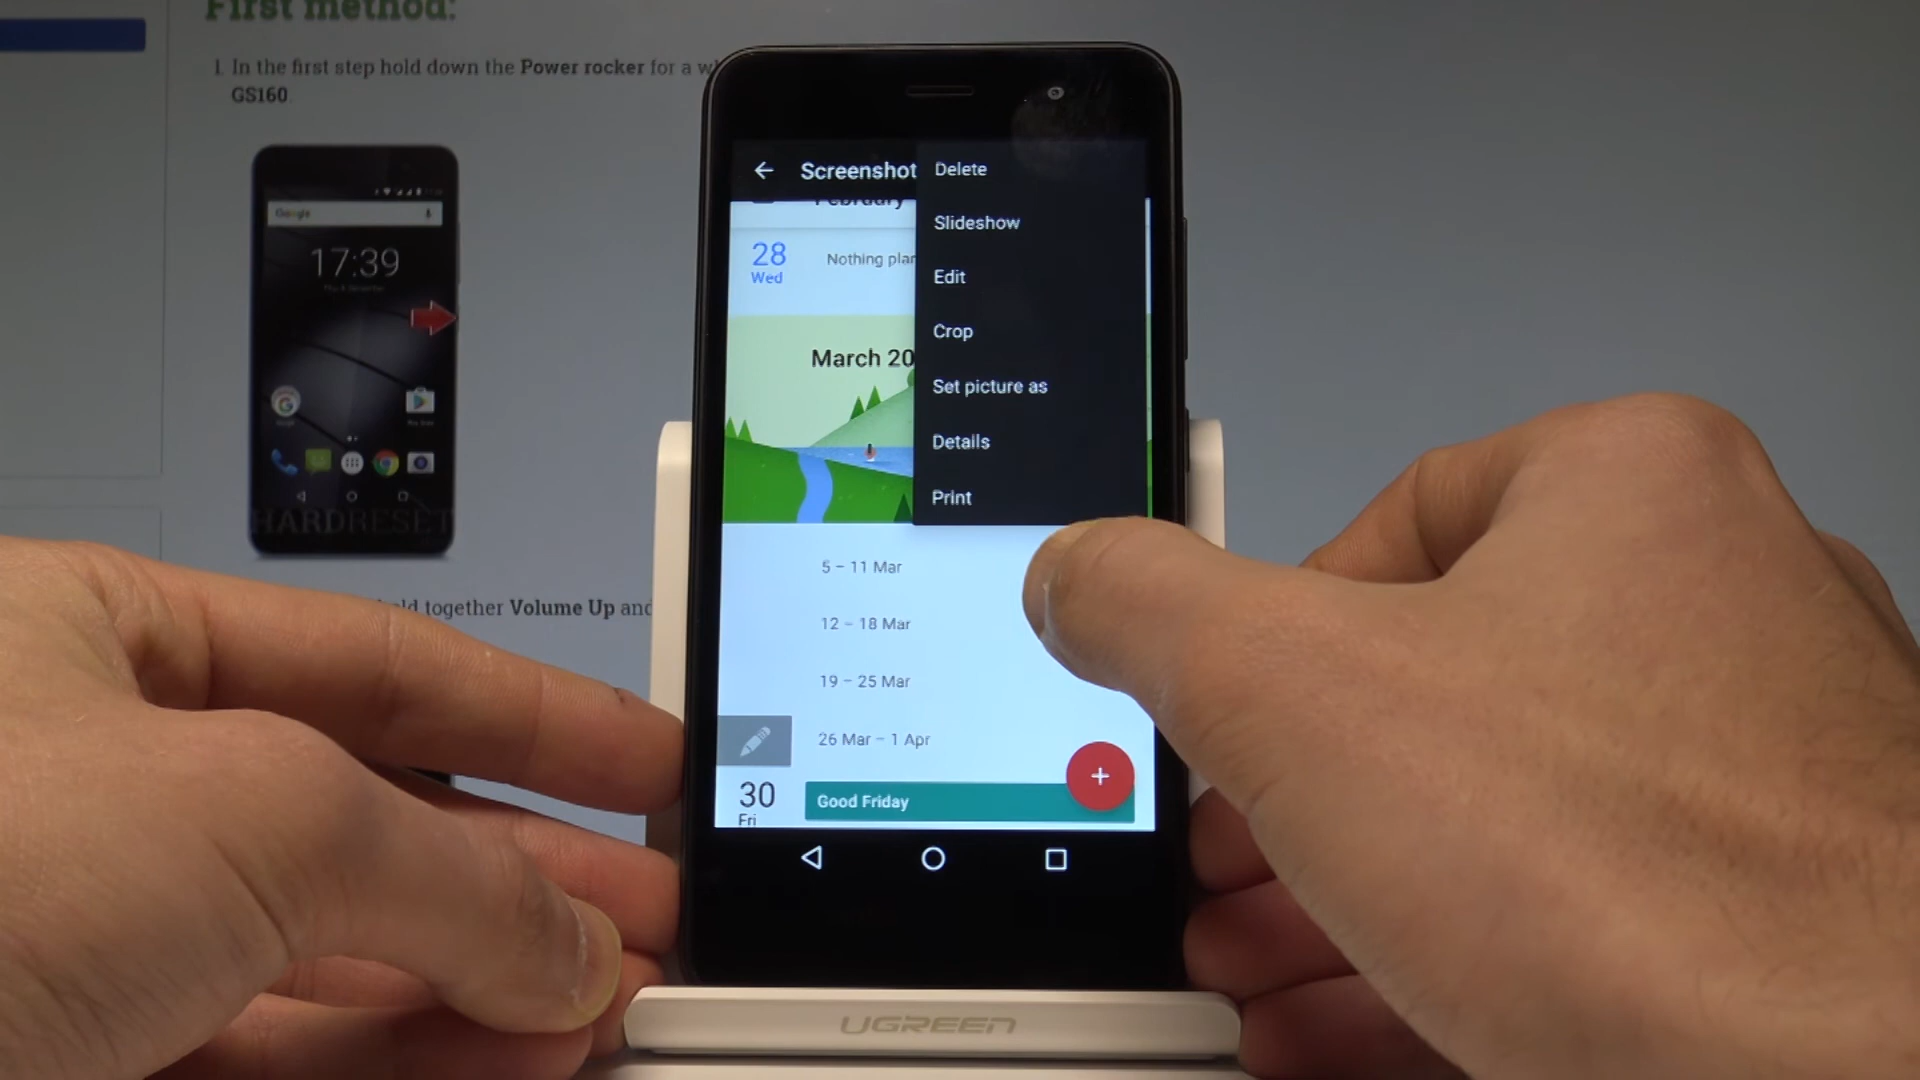 First method:
1. In the first step hold down the Power rocker for a w
GS160
Google
17:39
HARDRESET
ld together Volume Up and
Screenshot
Delete
February
Slideshow
28
Wed
Nothing plan
Edit
Crop
March 20
Set picture as
Details
Print
5 – 11 Mar
12 – 18 Mar
19 – 25 Mar
26 Mar – 1 Apr
+
30
Fri
Good Friday
UGREEN